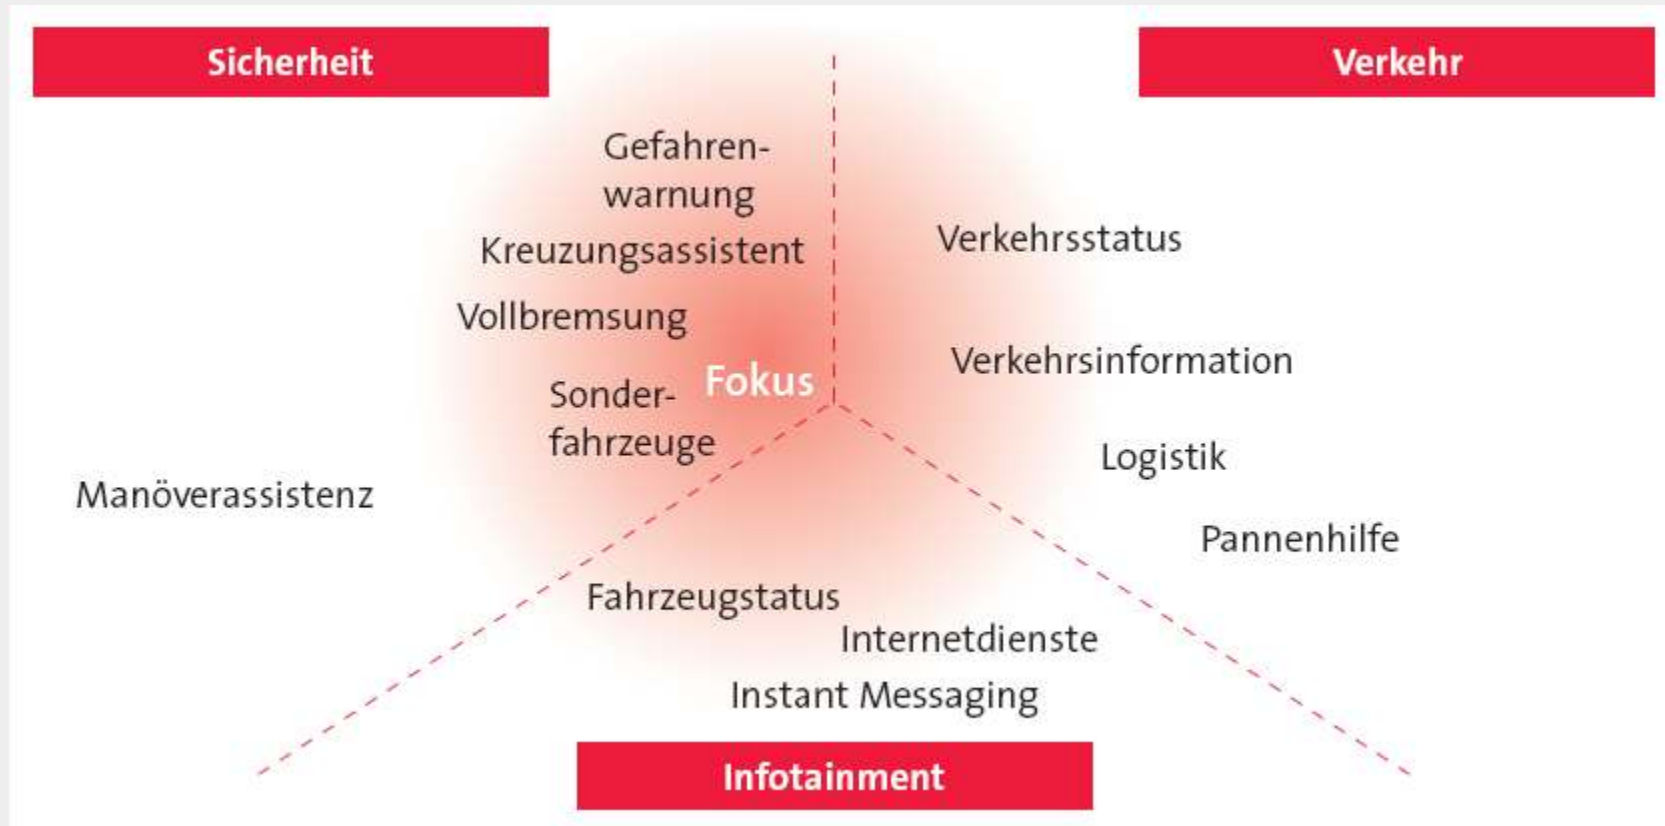 Sicherheit
Verkehr
Gefahren-
warnung
Kreuzungsassistent
Vollbremsung
Fokus
Sonder-
fahrzeuge
Manöverassistenz
Verkehrsstatus
Verkehrsinformation
Logistik
Pannenhilfe
Fahrzeugstatus
Internetdienste
Instant Messaging
Infotainment